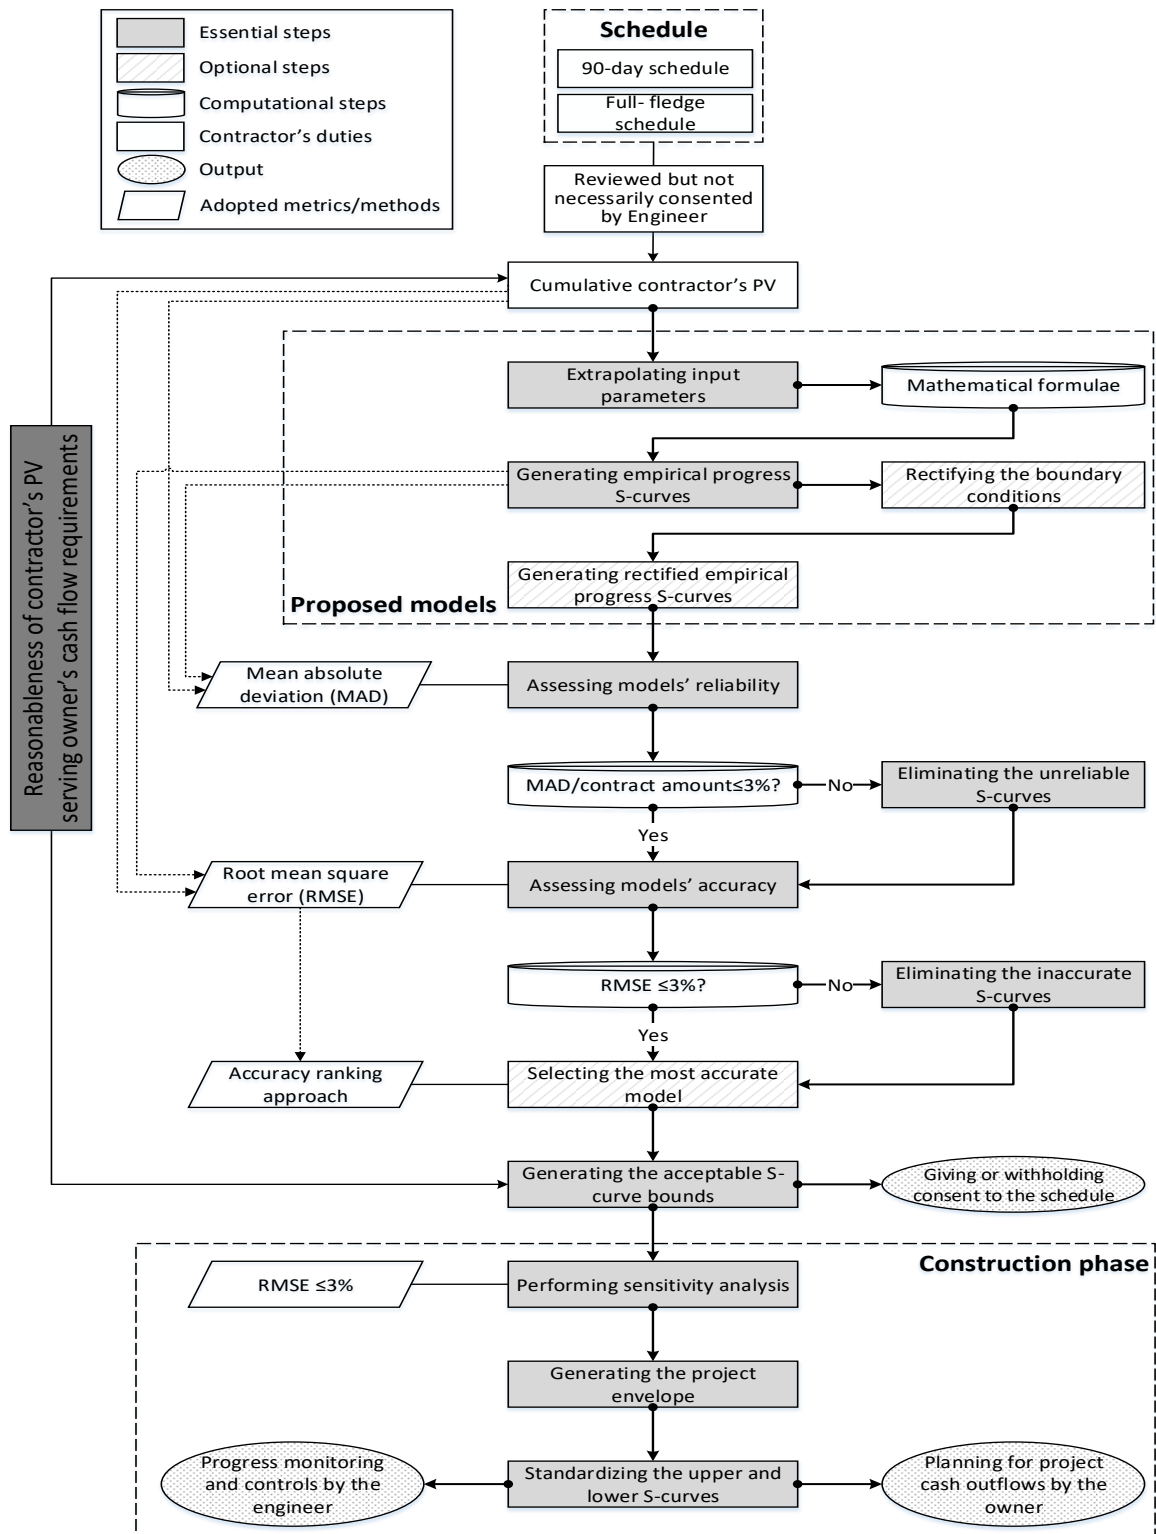 Essential steps
Optional steps
Computational steps
Contractor's duties
Output
Adopted metrics/methods
Schedule
90-day schedule
Full- fledge
schedule
Reviewed but not
necessarily consented
by Engineer
Cumulative contractor's PV
Extrapolating input
parameters
Mathematical formulae
Generating empirical progress
S-curves
Rectifying the boundary
conditions
Generating rectified empirical
progress S-curves
Proposed models
Reasonableness of contractor's PV
serving owner's cash flow requirements
Mean absolute
deviation (MAD)
Assessing models' reliability
MAD/contract amount≤3%?
No
Eliminating the unreliable
S-curves
Yes
Root mean square
error (RMSE)
Assessing models' accuracy
RMSE ≤3%?
No
Eliminating the inaccurate
S-curves
Yes
Accuracy ranking
approach
Selecting the most accurate
model
Generating the acceptable S-
curve bounds
Giving or withholding
consent to the schedule
Construction phase
RMSE ≤3%
Performing sensitivity analysis
Generating the project
envelope
Progress monitoring
and controls by the
engineer
Standardizing the upper and
lower S-curves
Planning for project
cash outflows by the
owner